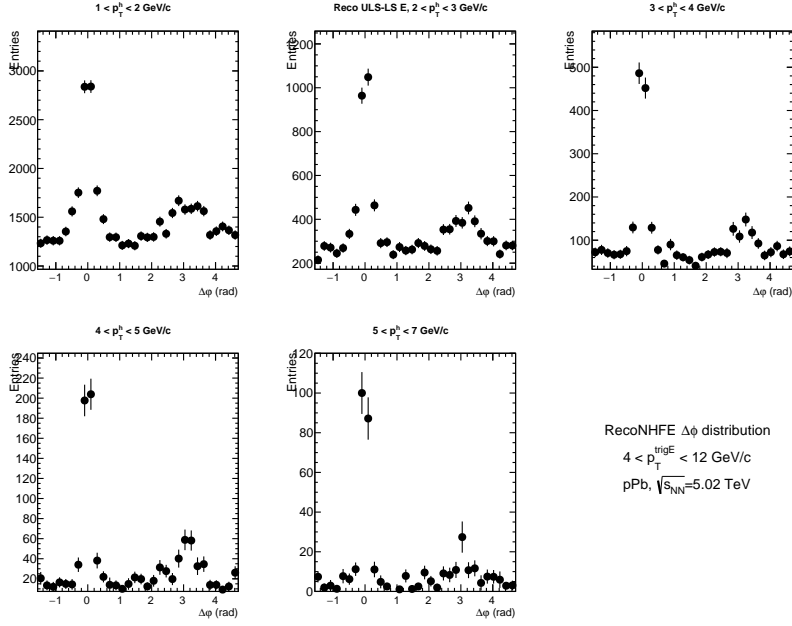 1 < p_T^h < 2 GeV/c
Entries
3000
2500
2000
1500
1000
−1 0 1 2 3 4
Δφ (rad)
Reco ULS-LS E, 2 < p_T^h < 3 GeV/c
Entries
1200
1000
800
600
400
200
−1 0 1 2 3 4
Δφ (rad)
3 < p_T^h < 4 GeV/c
Entries
500
400
300
200
100
−1 0 1 2 3 4
Δφ (rad)
4 < p_T^h < 5 GeV/c
Entries
220
200
180
160
140
120
100
80
60
40
20
−1 0 1 2 3 4
Δφ (rad)
5 < p_T^h < 7 GeV/c
Entries
120
100
80
60
40
20
0
−1 0 1 2 3 4
Δφ (rad)
RecoNHFE Δϕ distribution
4 < p_T^trigE < 12 GeV/c
pPb, √s_NN=5.02 TeV